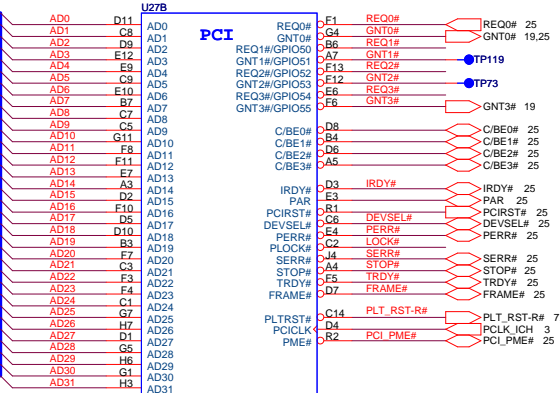 U27B
PCI
AD0 D11 AD0 REQ0# F1 REQ0# REQ0# 25
AD1 C8 AD1 GNT0# G4 GNT0# GNT0# 19,25
AD2 D9 AD2 REQ1#/GPIO50 B6 REQ1#
AD3 E12 AD3 GNT1#/GPIO51 A7 GNT1# TP119
AD4 E9 AD4 REQ2#/GPIO52 F13 REQ2#
AD5 C9 AD5 GNT2#/GPIO53 F12 GNT2# TP73
AD6 E10 AD6 REQ3#/GPIO54 E6 REQ3#
AD7 B7 AD7 GNT3#/GPIO55 F6 GNT3# GNT3# 19
AD8 C7 AD8
AD9 C5 AD9 C/BE0# D8 C/BE0# 25
AD10 G11 AD10 C/BE1# B4 C/BE1# 25
AD11 F8 AD11 C/BE2# D6 C/BE2# 25
AD12 F11 AD12 C/BE3# A5 C/BE3# 25
AD13 E7 AD13
AD14 A3 AD14 IRDY# D3 IRDY# IRDY# 25
AD15 D2 AD15 PAR E3 PAR 25
AD16 F10 AD16 PCIRST# R1 PCIRST# 25
AD17 D5 AD17 DEVSEL# C6 DEVSEL# DEVSEL# 25
AD18 D10 AD18 PERR# E4 PERR# PERR# 25
AD19 B3 AD19 PLOCK# C2 LOCK#
AD20 F7 AD20 SERR# J4 SERR# SERR# 25
AD21 C3 AD21 STOP# A4 STOP# STOP# 25
AD22 F3 AD22 TRDY# F5 TRDY# TRDY# 25
AD23 F4 AD23 FRAME# D7 FRAME# FRAME# 25
AD24 C1 AD24
AD25 G7 AD25 PLTRST# C14 PLT_RST-R# PLT_RST-R# 7
AD26 H7 AD26 PCICLK D4 PCLK_ICH 3
AD27 D1 AD27 PME# R2 PCI_PME# PCI_PME# 25
AD28 G5 AD28
AD29 H6 AD29
AD30 G1 AD30
AD31 H3 AD31